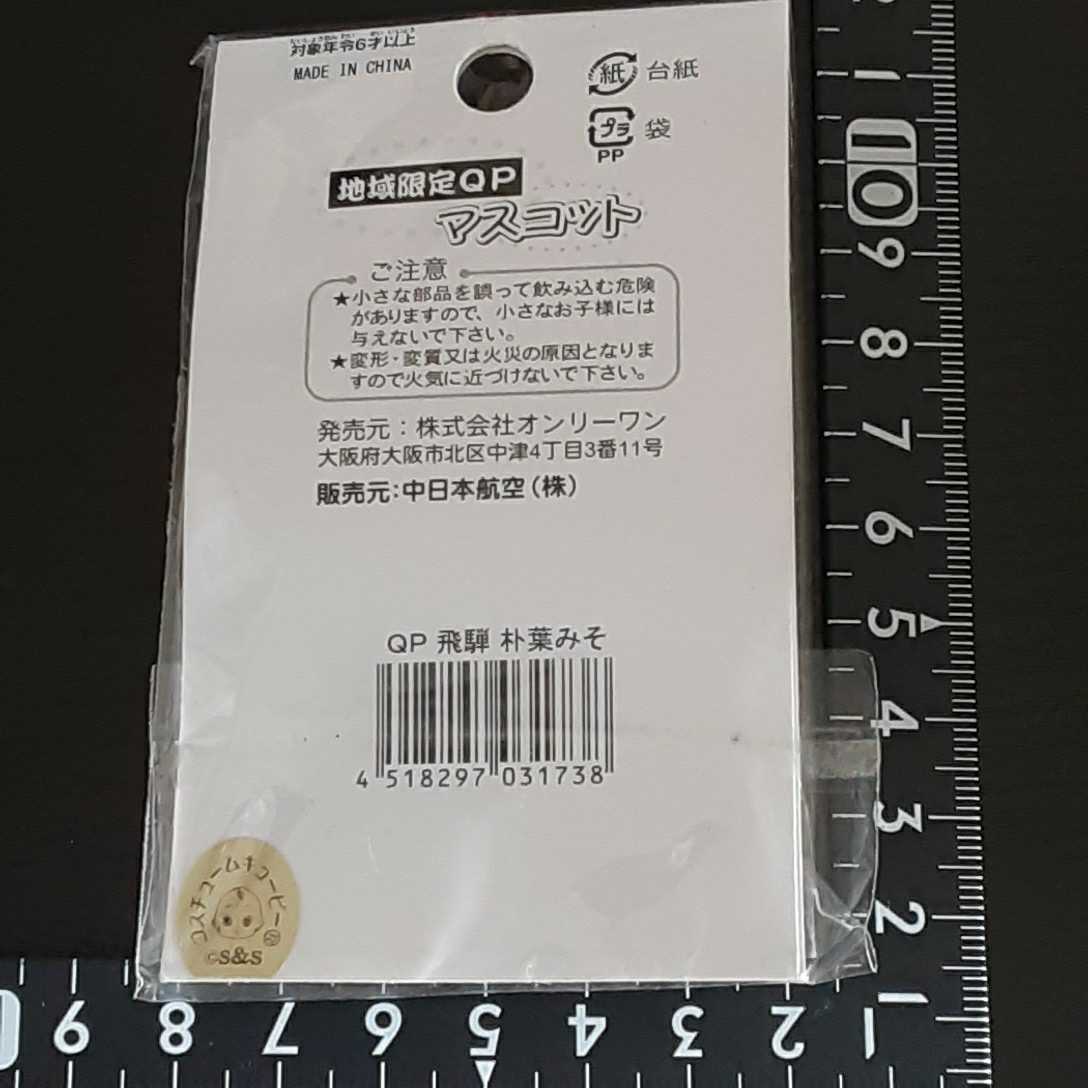 対象年令6才以上
MADE IN CHINA
紙 台紙
プラ 袋
PP
地域限定QP
マスコット
ご注意
★小さな部品を誤って飲み込む危険
がありますので、小さなお子様には
与えないで下さい。
★変形・変質又は火災の原因となりま
すので火気に近づけないで下さい。
発売元：株式会社オンリーワン
大阪府大阪市北区中津4丁目3番11号
販売元:中日本航空(株)
QP 飛騨 朴葉みそ
4 518297 031738
コスチュームキューピー
©S&S
1
10
9
8
7
6
5
4
3
2
1
9 8 7 6 5 4 3 2 1